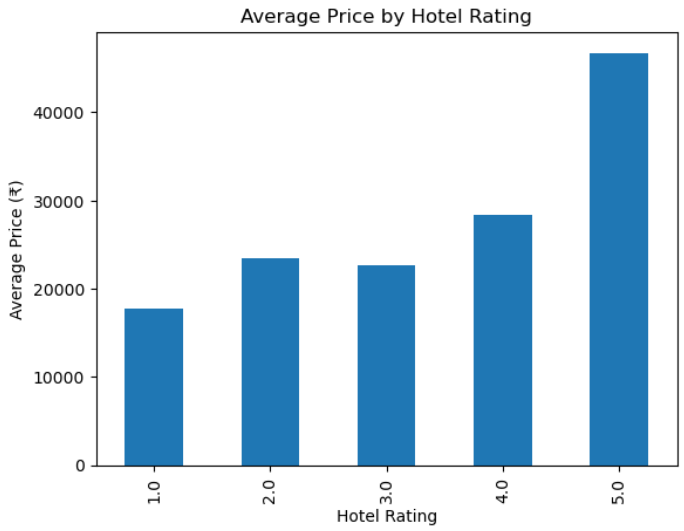 Average Price by Hotel Rating
Average Price (₹)
40000
30000
20000
10000
0
1.0 2.0 3.0 4.0 5.0
Hotel Rating